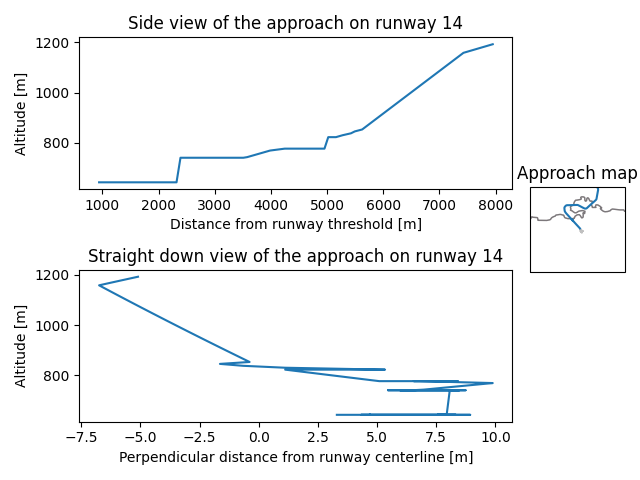 Side view of the approach on runway 14
1200
1000
800
Altitude [m]
1000 2000 3000 4000 5000 6000 7000 8000
Distance from runway threshold [m]
Approach map
Straight down view of the approach on runway 14
1200
1000
800
Altitude [m]
−7.5 −5.0 −2.5 0.0 2.5 5.0 7.5 10.0
Perpendicular distance from runway centerline [m]